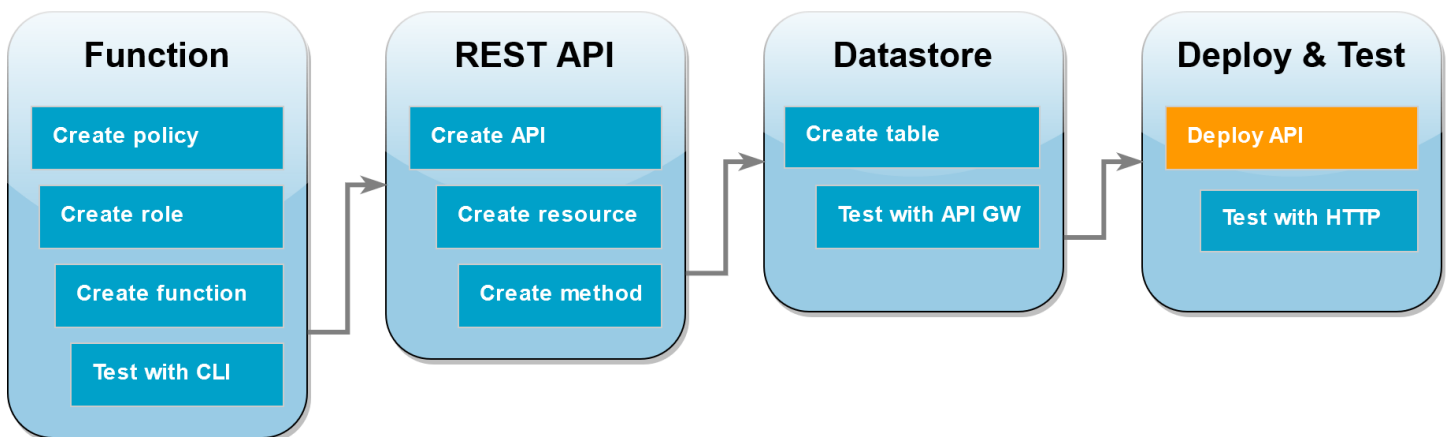 Function
Create policy
Create role
Create function
Test with CLI
REST API
Create API
Create resource
Create method
Datastore
Create table
Test with API GW
Deploy & Test
Deploy API
Test with HTTP